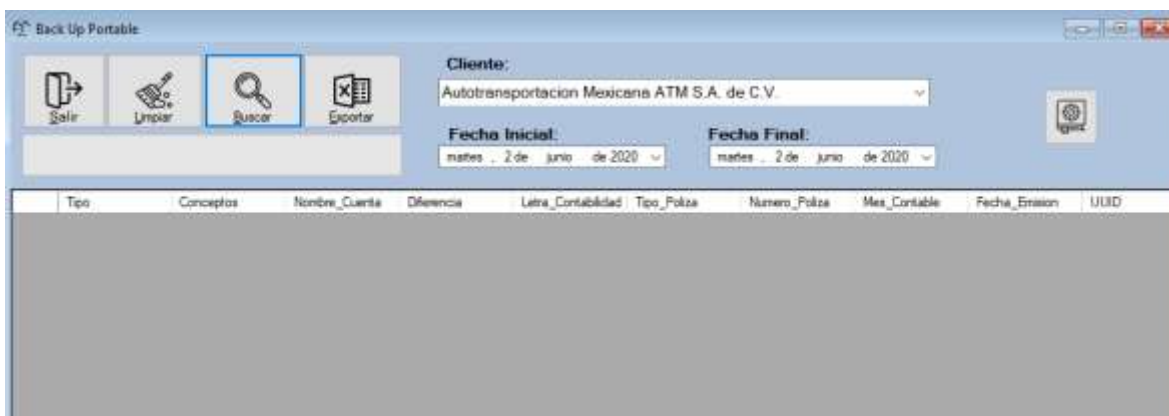 Back Up Portable
Cliente:
Salir Limpiar Buscar Exportar
Autotransportacion Mexicana ATM S.A. de C.V.
Fecha Inicial: Fecha Final:
martes , 2 de junio de 2020 martes , 2 de junio de 2020
Tipo Conceptos Nombre_Cuenta Diferencia Letra_Contabilidad Tipo_Poliza Numero_Poliza Mes_Contable Fecha_Emision UUID